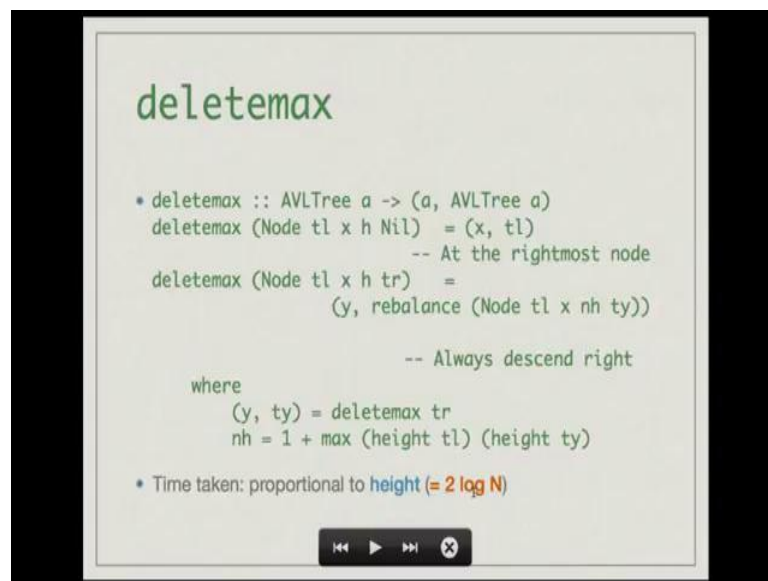 deletemax
• deletemax :: AVLTree a -> (a, AVLTree a)
deletemax (Node tl x h Nil) = (x, tl)
-- At the rightmost node
deletemax (Node tl x h tr) =
(y, rebalance (Node tl x nh ty))
-- Always descend right
where
(y, ty) = deletemax tr
nh = 1 + max (height tl) (height ty)
• Time taken: proportional to height (= 2 log N)